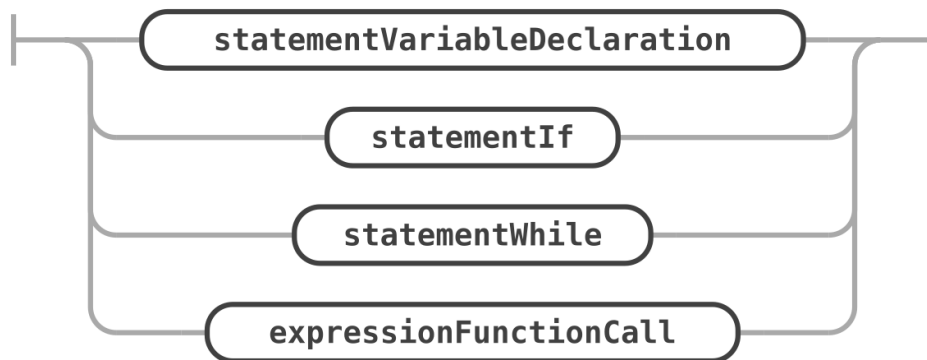 statementVariableDeclaration
statementIf
statementWhile
expressionFunctionCall